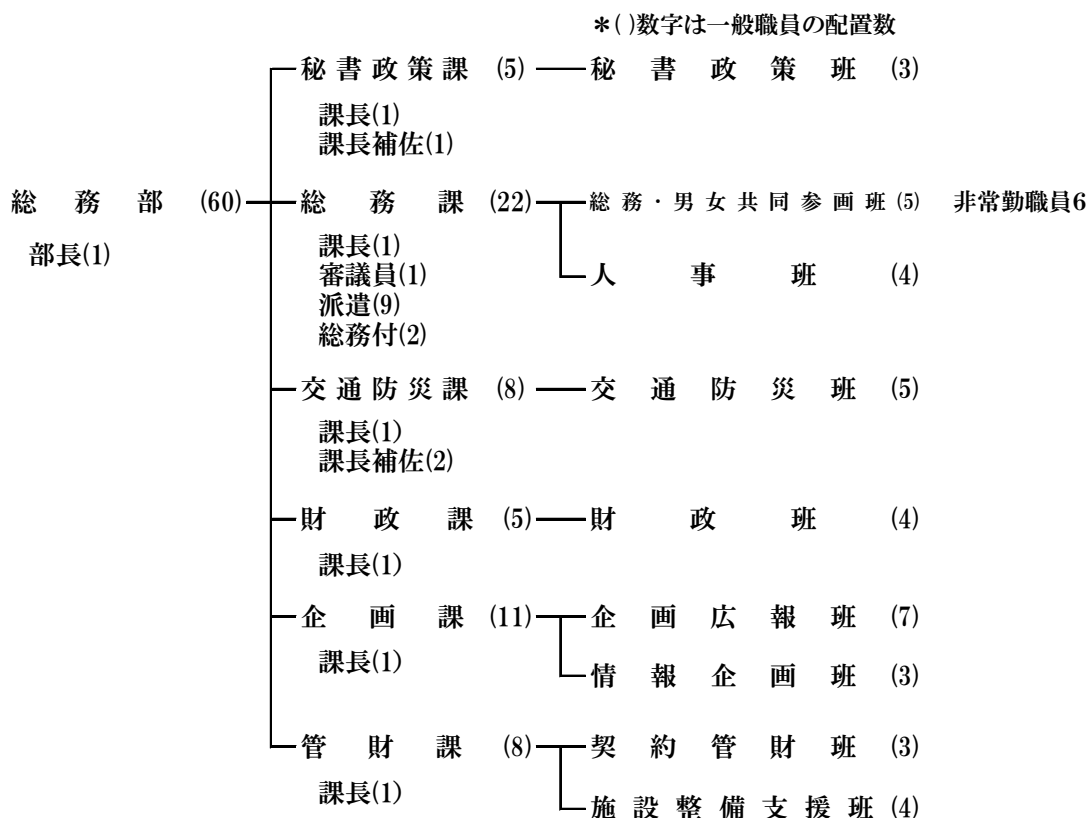 ＊( )数字は一般職員の配置数
秘書政策課 (5) 秘書政策班 (3)
課長(1)
課長補佐(1)
総務部 (60) 総務課 (22) 総務・男女共同参画班 (5) 非常勤職員6
部長(1)
課長(1)
審議員(1)
人事班 (4)
派遣(9)
総務付(2)
交通防災課 (8) 交通防災班 (5)
課長(1)
課長補佐(2)
財政課 (5) 財政班 (4)
課長(1)
企画課 (11) 企画広報班 (7)
課長(1)
情報企画班 (3)
管財課 (8) 契約管財班 (3)
課長(1)
施設整備支援班 (4)